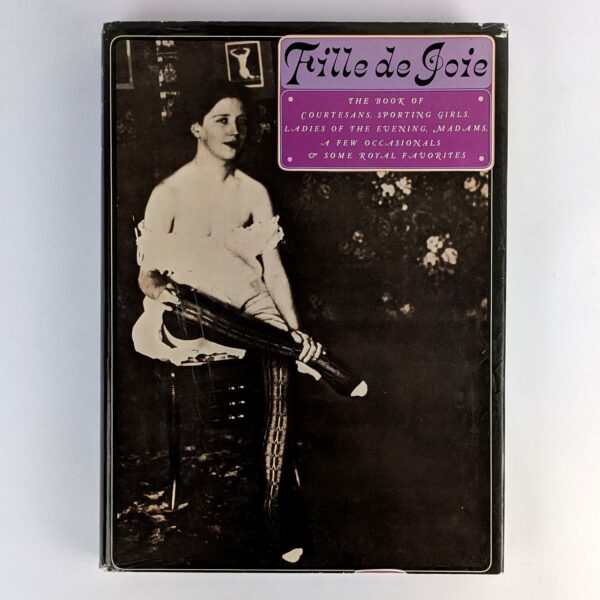 Fille de Joie
THE BOOK OF
COURTESANS, SPORTING GIRLS,
LADIES OF THE EVENING, MADAMS,
A FEW OCCASIONALS
& SOME ROYAL FAVORITES